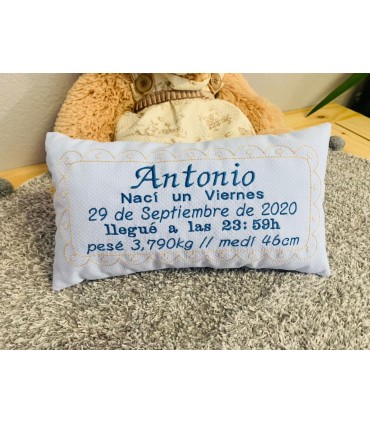 Antonio
Nací un Viernes
29 de Septiembre de 2020
llegué a las 23:59h
pesé 3,790kg // medí 46cm